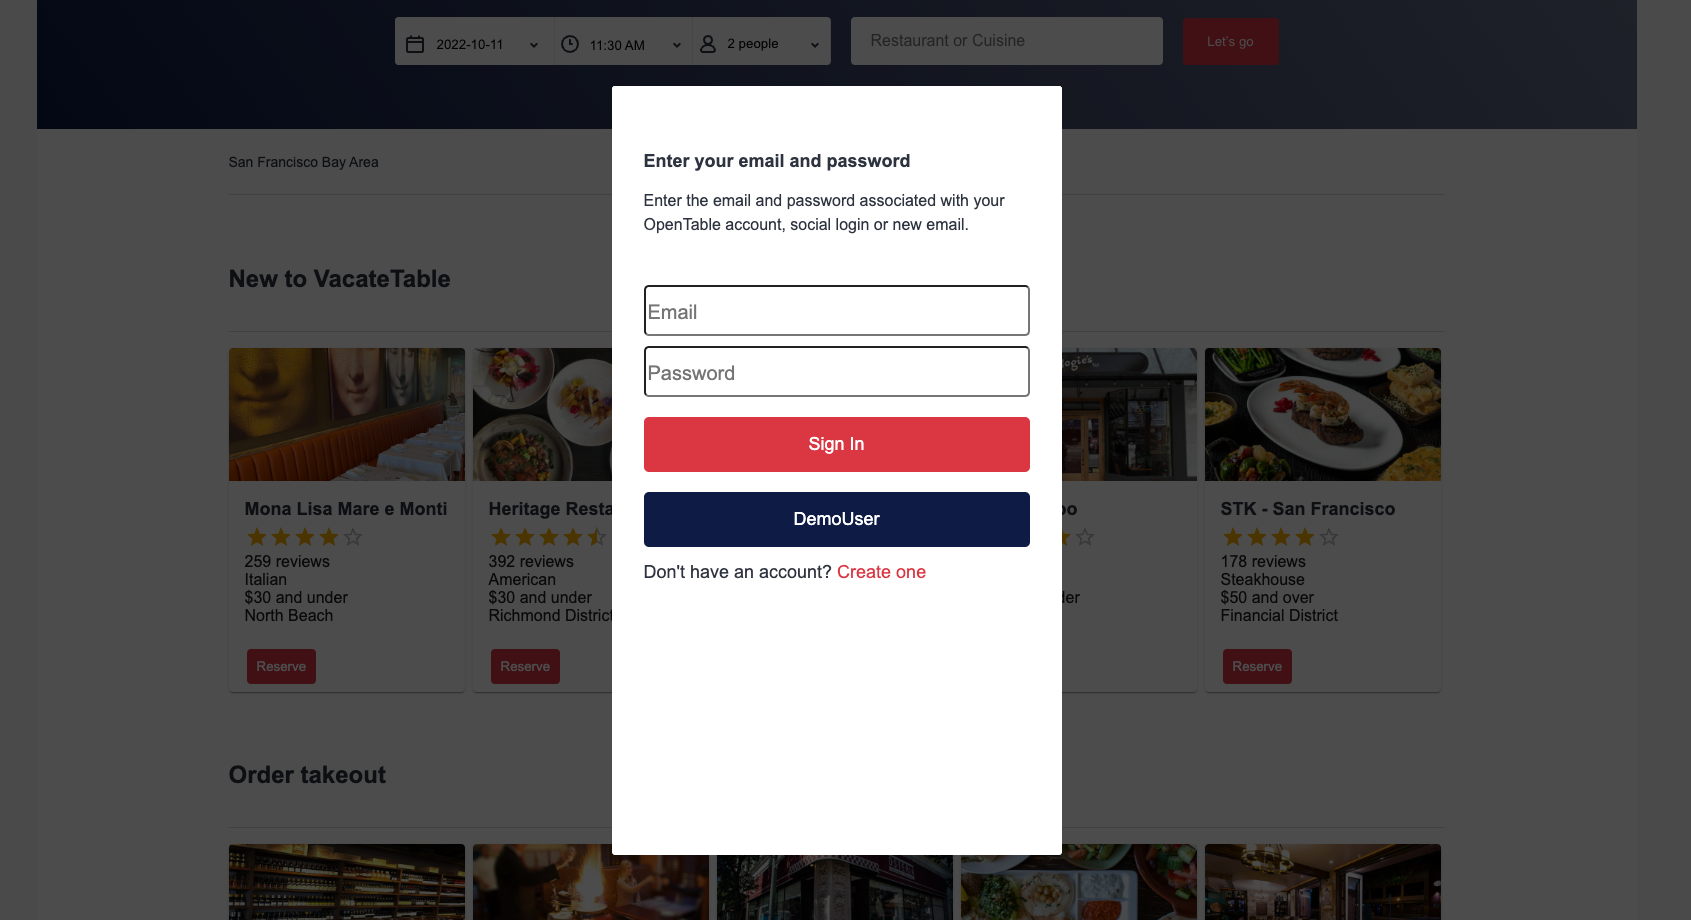 2022-10-11
11:30 AM
2 people
Restaurant or Cuisine
Let's go
San Francisco Bay Area
Enter your email and password
Enter the email and password associated with your
OpenTable account, social login or new email.
Email
Password
Sign In
DemoUser
Don't have an account? Create one
New to VacateTable
Mona Lisa Mare e Monti
259 reviews
Italian
$30 and under
North Beach
Reserve
Heritage
392 reviews
American
$30 and under
Richmond District
Reserve
STK - San Francisco
178 reviews
Steakhouse
$50 and over
Financial District
Reserve
Order takeout